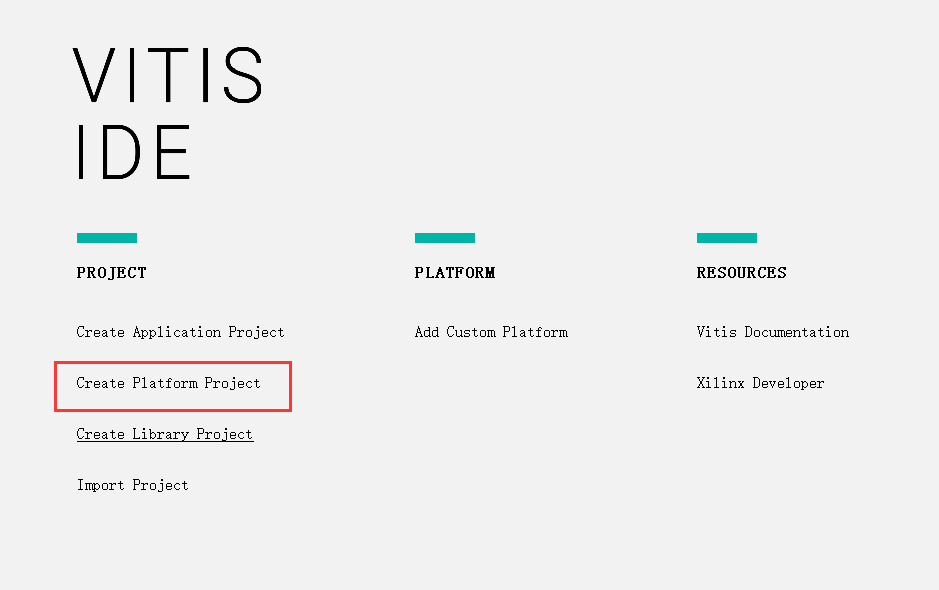 VITIS
IDE
PROJECT
Create Application Project
Create Platform Project
Create Library Project
Import Project
PLATFORM
Add Custom Platform
RESOURCES
Vitis Documentation
Xilinx Developer